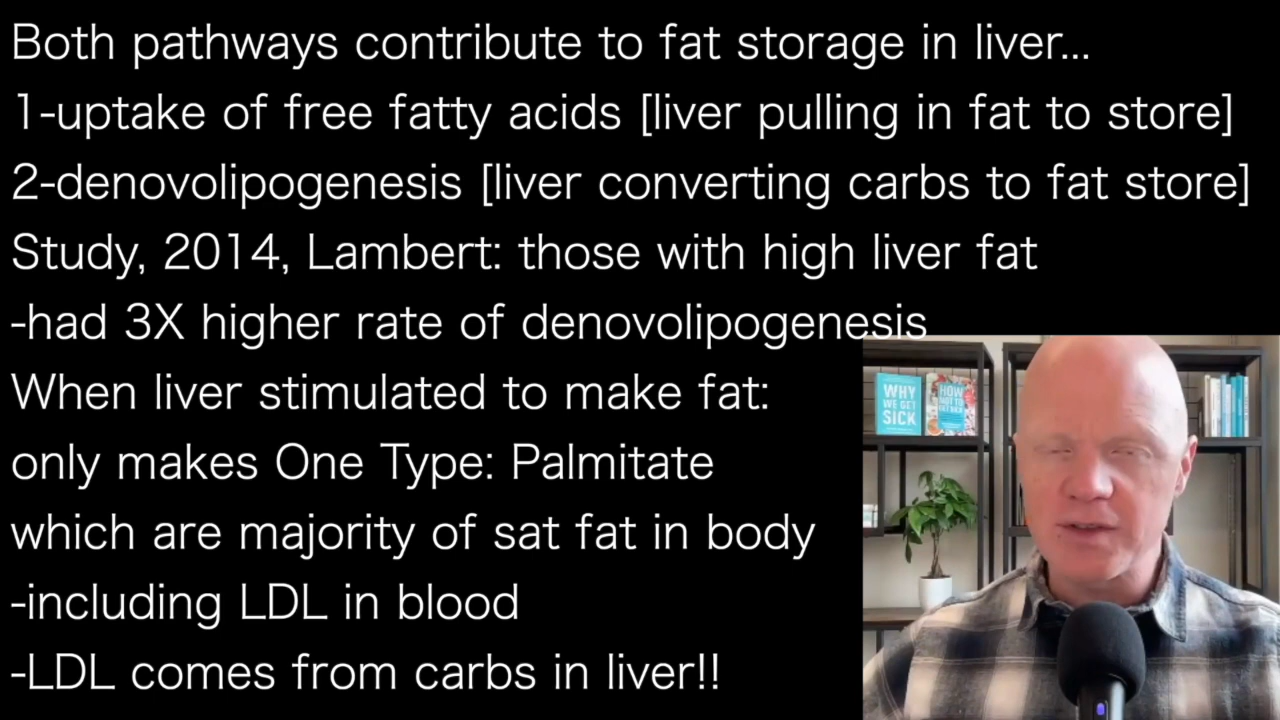 Both pathways contribute to fat storage in liver...
1-uptake of free fatty acids [liver pulling in fat to store]
2-denovolipogenesis [liver converting carbs to fat store]
Study, 2014, Lambert: those with high liver fat
-had 3X higher rate of denovolipogenesis
When liver stimulated to make fat:
only makes One Type: Palmitate
which are majority of sat fat in body
-including LDL in blood
-LDL comes from carbs in liver!!
WHY
WE GET
SICK
HOW
NOT TO